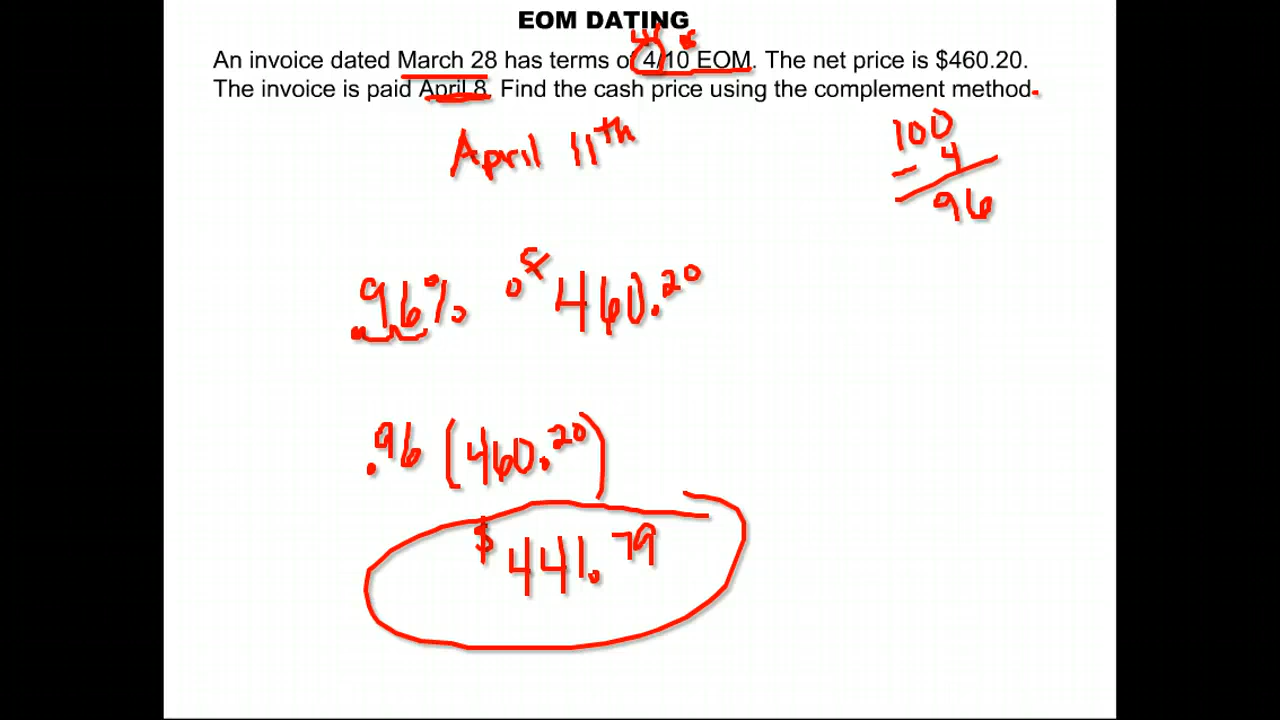 EOM DATING
An invoice dated March 28 has terms of 4/10 EOM. The net price is $460.20.
The invoice is paid April 8. Find the cash price using the complement method.
April 11th
100
- 4
96
96% of 460.20
.96 (460.20)
$441.79